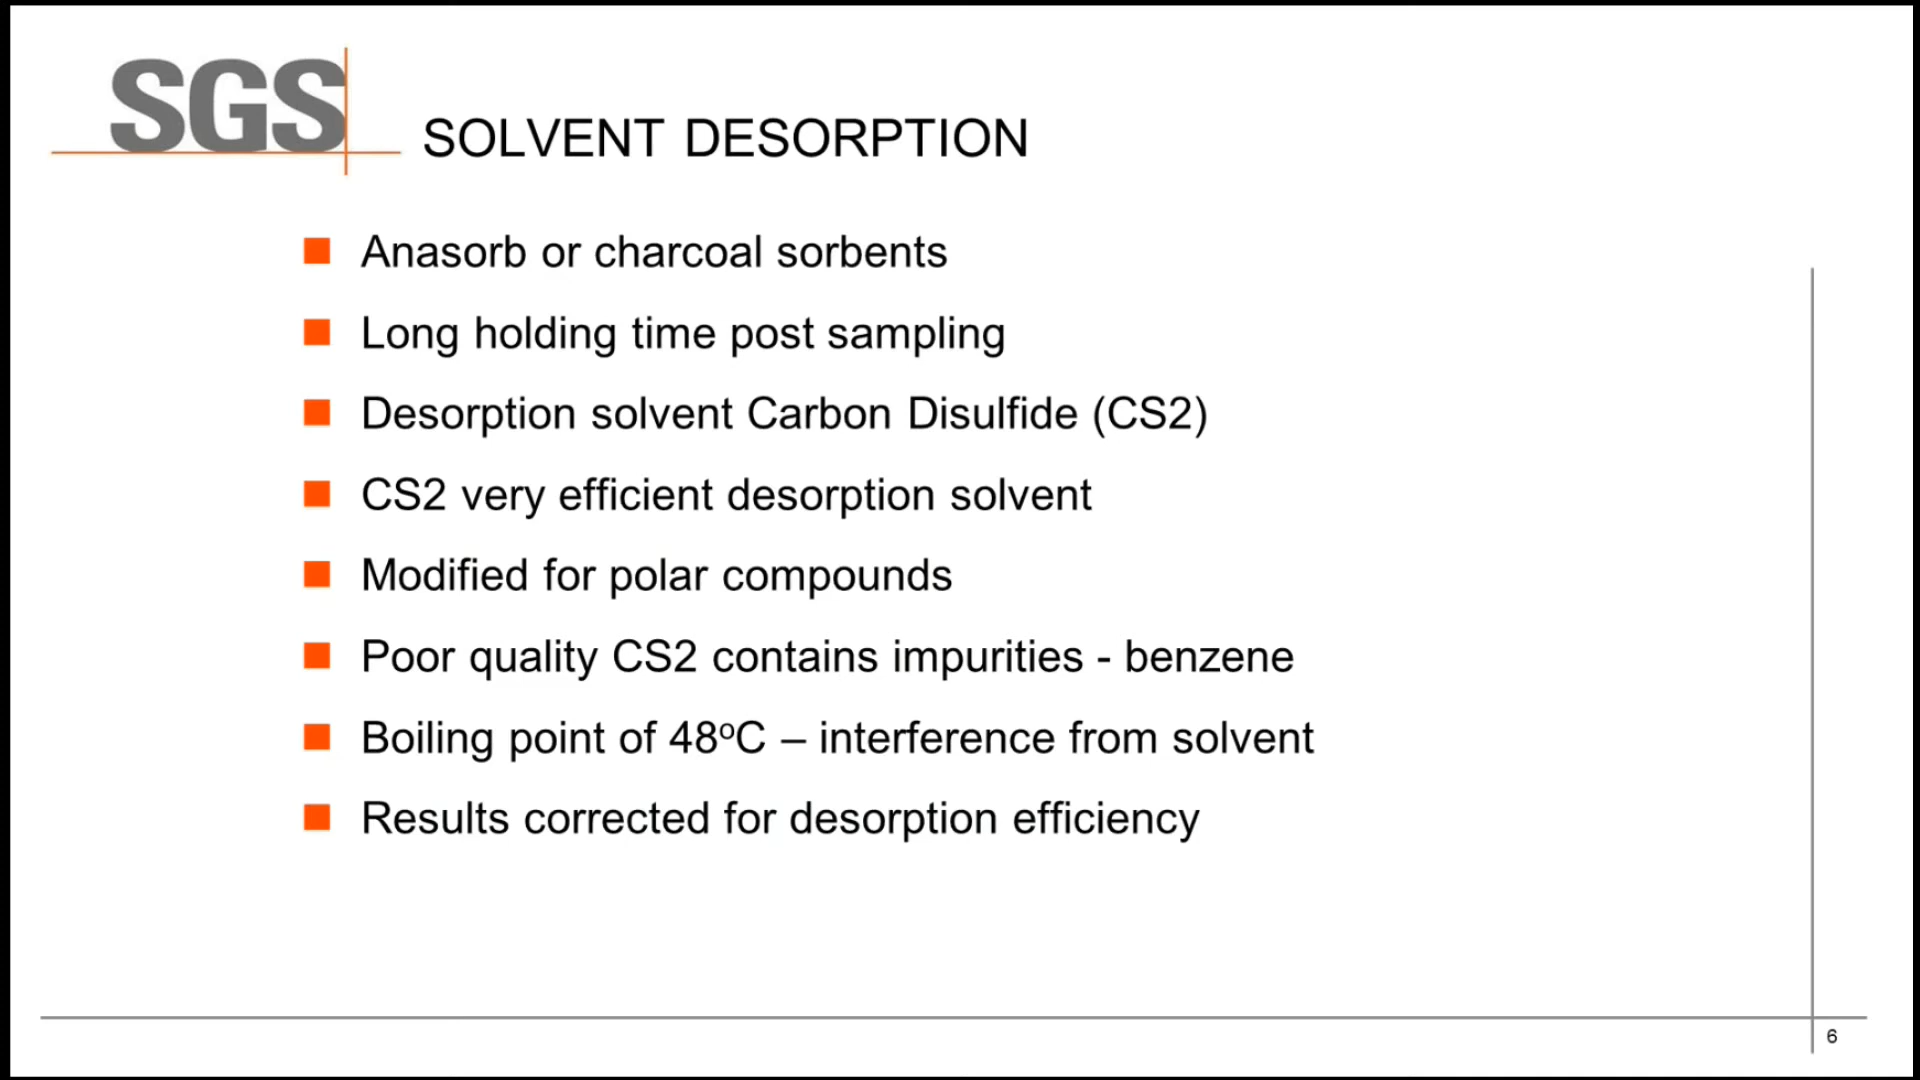 SGS
SOLVENT DESORPTION
Anasorb or charcoal sorbents
Long holding time post sampling
Desorption solvent Carbon Disulfide (CS2)
CS2 very efficient desorption solvent
Modified for polar compounds
Poor quality CS2 contains impurities - benzene
Boiling point of 48ºC – interference from solvent
Results corrected for desorption efficiency
6